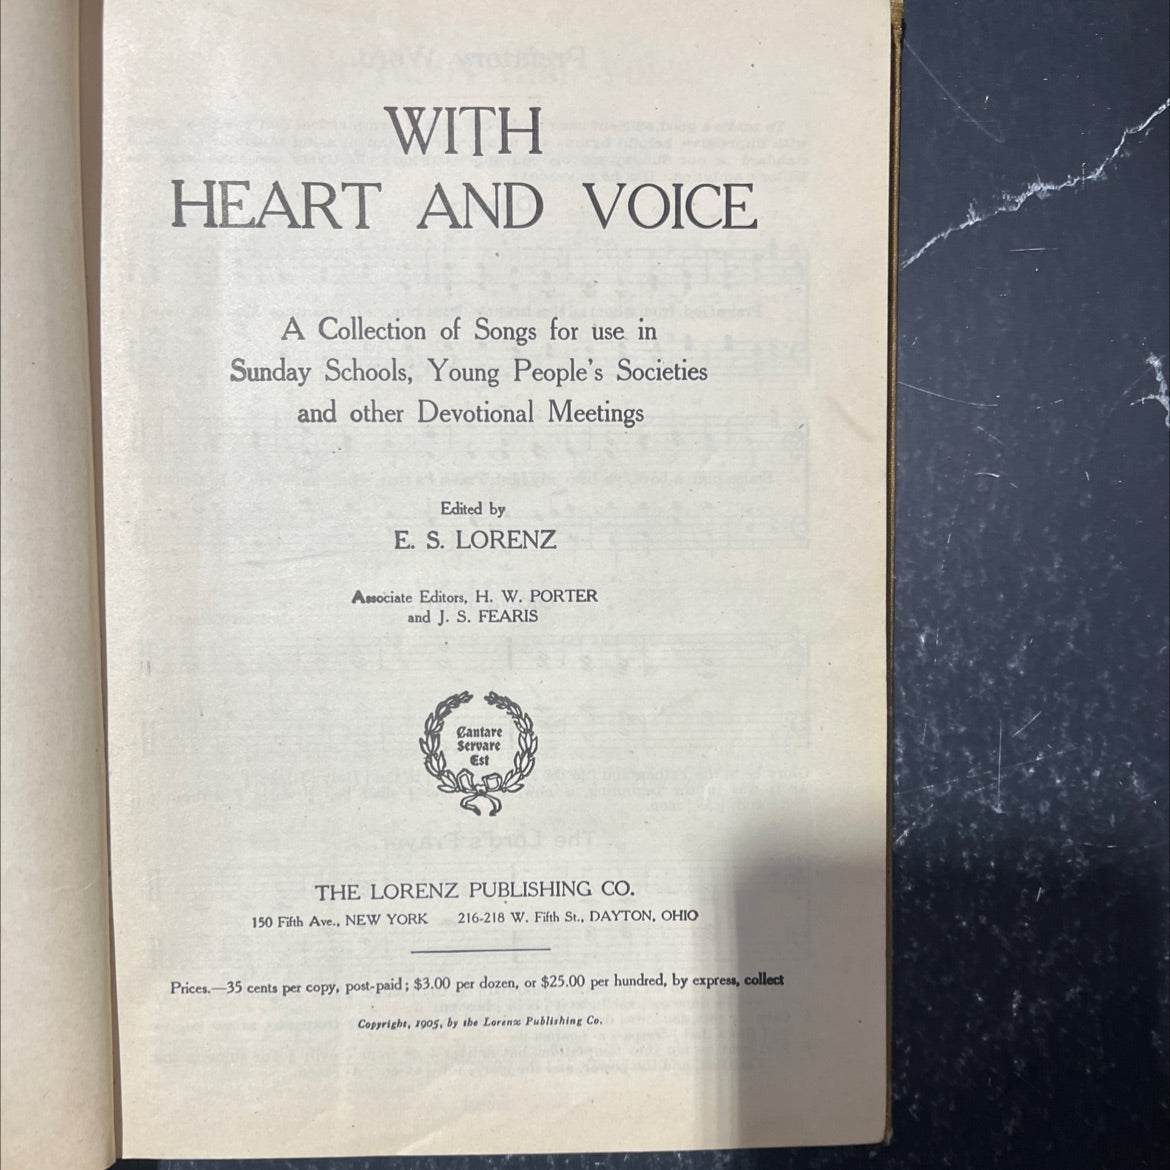 WITH
HEART AND VOICE
A Collection of Songs for use in
Sunday Schools, Young People's Societies
and other Devotional Meetings
Edited by
E. S. LORENZ
Associate Editors, H. W. PORTER
and J. S. FEARIS
Cantare
Servare
Est
THE LORENZ PUBLISHING CO.
150 Fifth Ave., NEW YORK 216-218 W. Fifth St., DAYTON, OHIO
Prices.—35 cents per copy, post-paid; $3.00 per dozen, or $25.00 per hundred, by express, collect
Copyright, 1905, by the Lorenz Publishing Co.